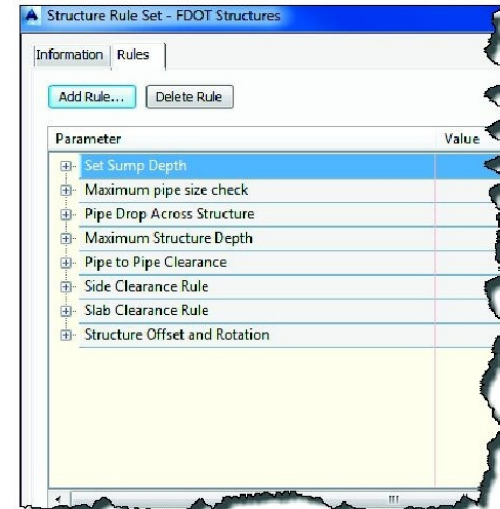 Structure Rule Set - FDOT Structures
Information Rules
Add Rule... Delete Rule
Parameter Value
Set Sump Depth
Maximum pipe size check
Pipe Drop Across Structure
Maximum Structure Depth
Pipe to Pipe Clearance
Side Clearance Rule
Slab Clearance Rule
Structure Offset and Rotation